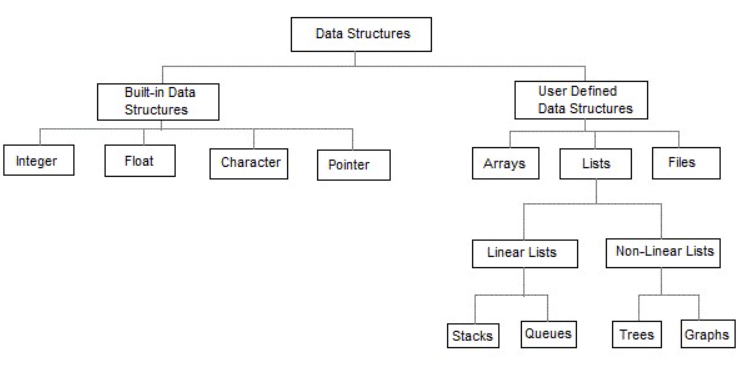 Data Structures
Built-in Data
Structures
User Defined
Data Structures
Integer
Float
Character
Pointer
Arrays
Lists
Files
Linear Lists
Non-Linear Lists
Stacks
Queues
Trees
Graphs